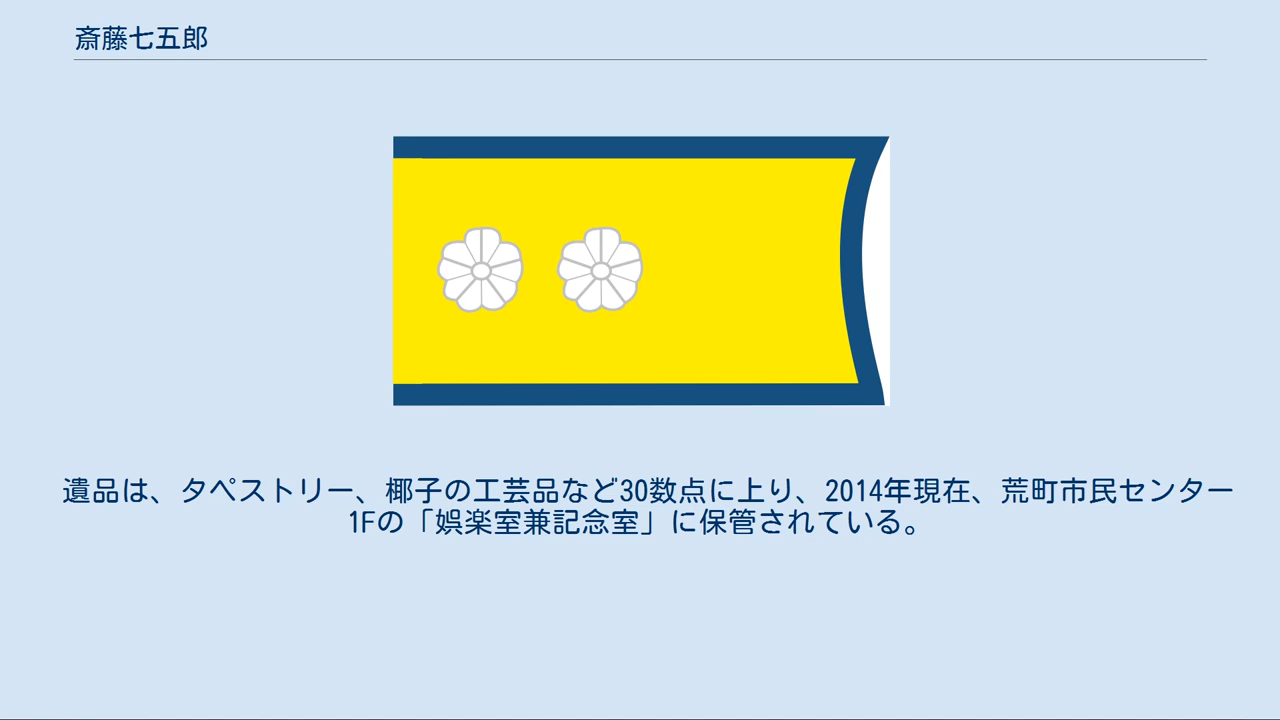 斎藤七五郎
遺品は、タペストリー、椰子の工芸品など30数点に上り、2014年現在、荒町市民センター
1Fの「娯楽室兼記念室」に保管されている。